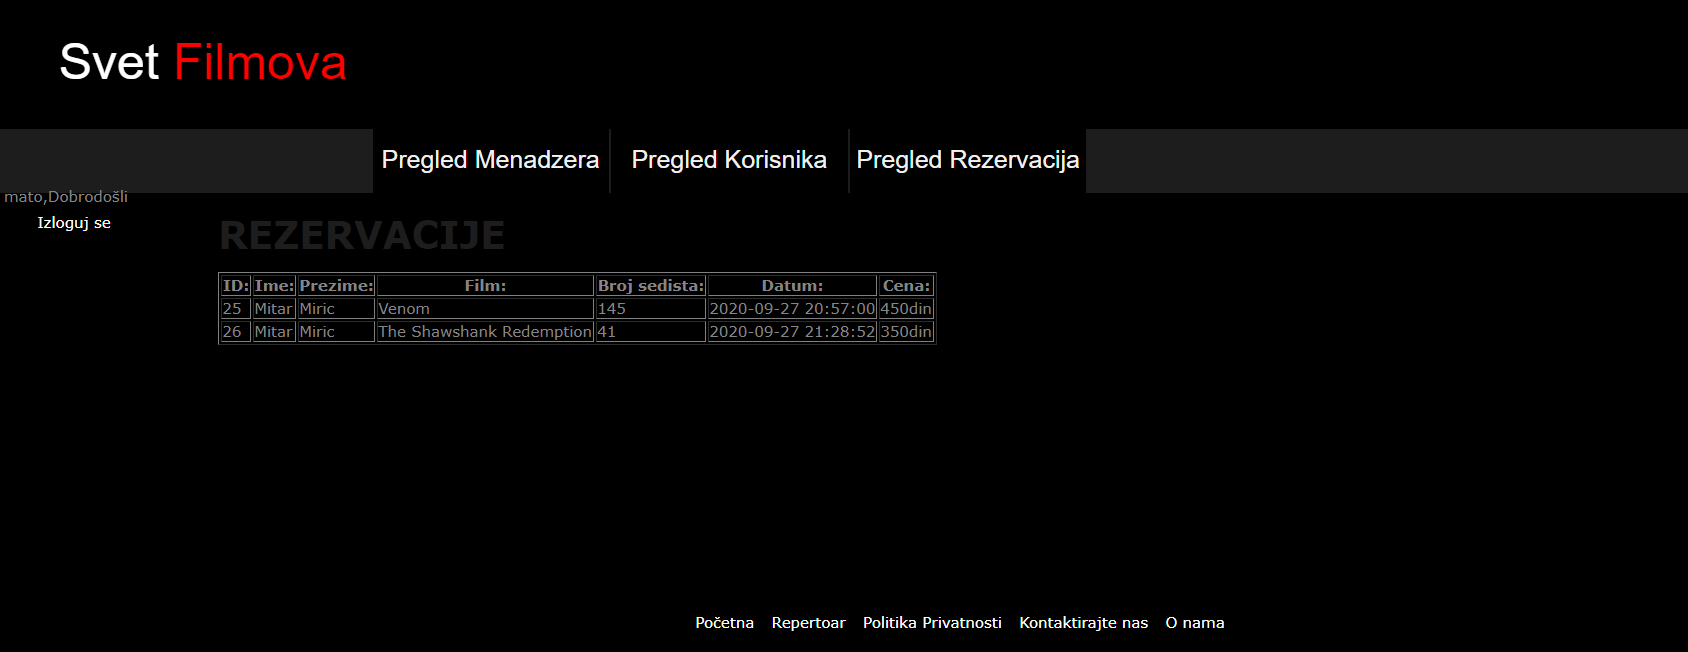 Svet Filmova
Pregled Menadzera Pregled Korisnika Pregled Rezervacija
mato,Dobrodošli
Izloguj se
REZERVACIJE
ID: Ime: Prezime: Film: Broj sedista: Datum: Cena:
25 Mitar Miric Venom 145 2020-09-27 20:57:00 450din
26 Mitar Miric The Shawshank Redemption 41 2020-09-27 21:28:52 350din
Početna Repertoar Politika Privatnosti Kontaktirajte nas O nama